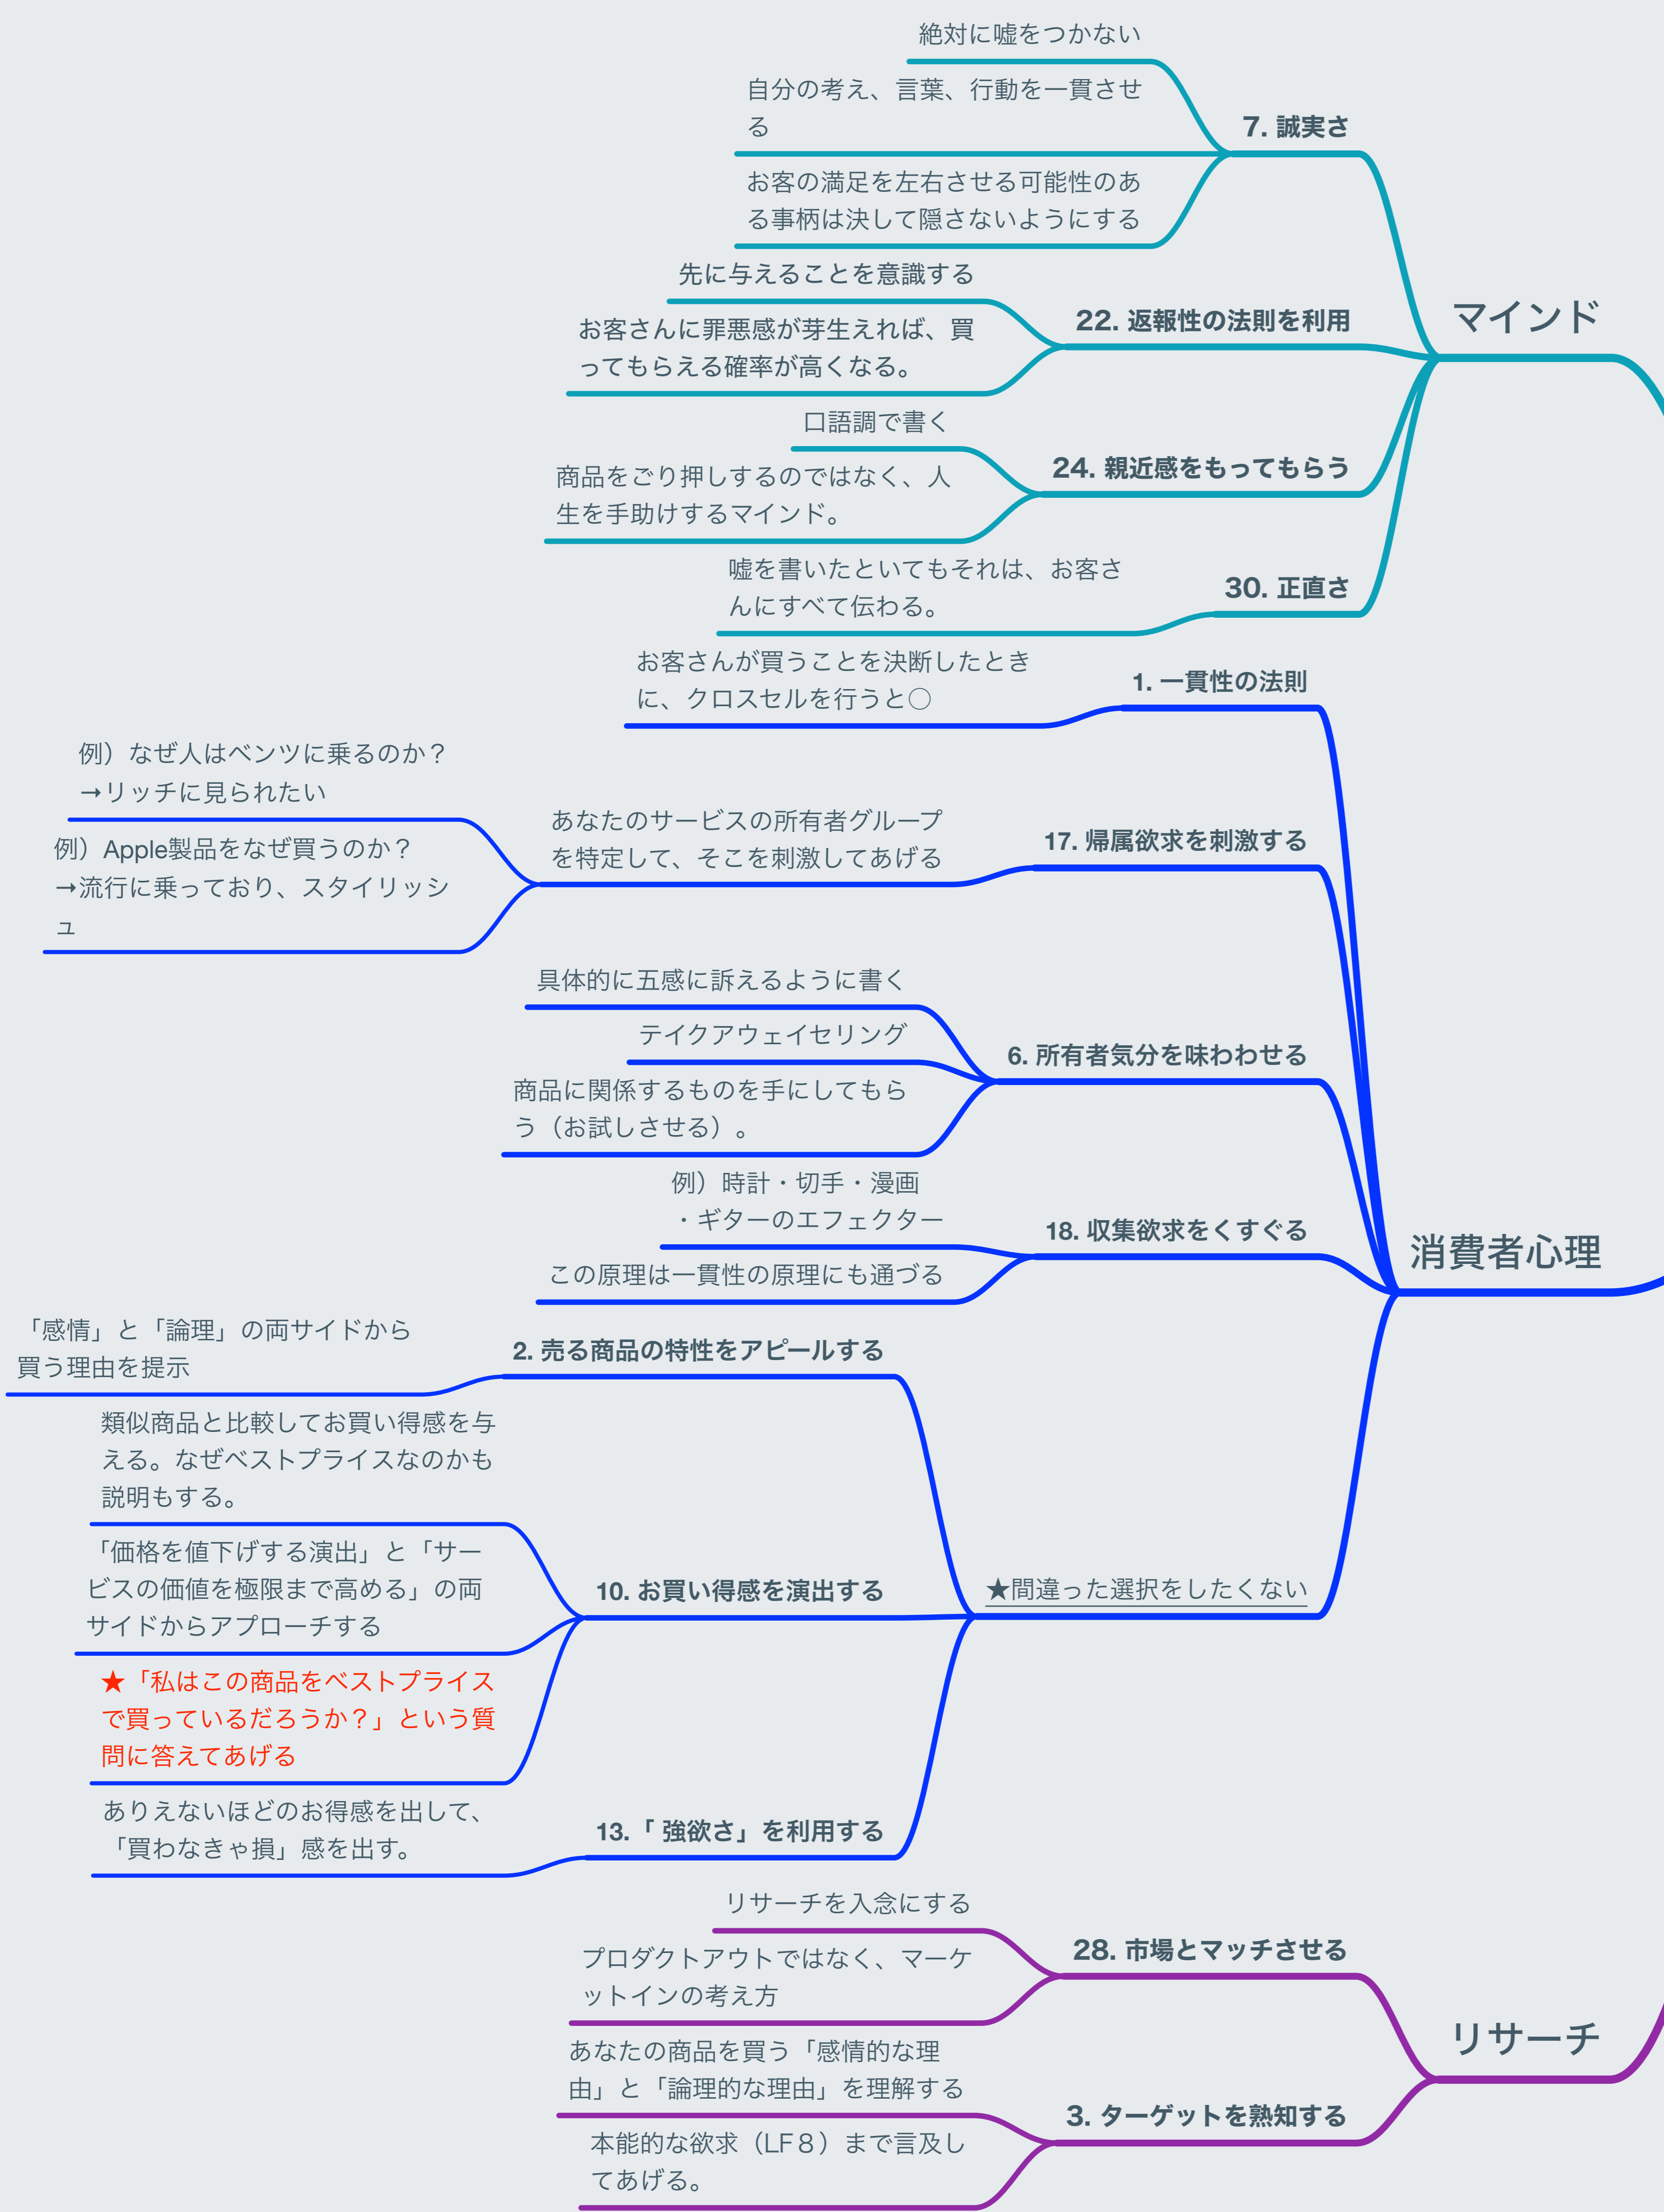 マインド
7. 誠実さ
絶対に嘘をつかない
自分の考え、言葉、行動を一貫させ
る
お客の満足を左右させる可能性のあ
る事柄は決して隠さないようにする
22. 返報性の法則を利用
先に与えることを意識する
お客さんに罪悪感が芽生えれば、買
ってもらえる確率が高くなる。
24. 親近感をもってもらう
口語調で書く
商品をごり押しするのではなく、人
生を手助けするマインド。
30. 正直さ
嘘を書いたといてもそれは、お客さ
んにすべて伝わる。
消費者心理
1. 一貫性の法則
お客さんが買うことを決断したとき
に、クロスセルを行うと〇
17. 帰属欲求を刺激する
あなたのサービスの所有者グループ
を特定して、そこを刺激してあげる
例）なぜ人はベンツに乗るのか？
→リッチに見られたい
例）Apple製品をなぜ買うのか？
→流行に乗っており、スタイリッシ
ュ
6. 所有者気分を味わわせる
具体的に五感に訴えるように書く
テイクアウェイセリング
商品に関係するものを手にしてもら
う（お試しさせる）。
18. 収集欲求をくすぐる
例）時計・切手・漫画
・ギターのエフェクター
この原理は一貫性の原理にも通づる
★間違った選択をしたくない
2. 売る商品の特性をアピールする
「感情」と「論理」の両サイドから
買う理由を提示
10. お買い得感を演出する
類似商品と比較してお買い得感を与
える。なぜベストプライスなのかも
説明もする。
「価格を値下げする演出」と「サー
ビスの価値を極限まで高める」の両
サイドからアプローチする
★「私はこの商品をベストプライス
で買っているだろうか？」という質
問に答えてあげる
13.「 強欲さ」を利用する
ありえないほどのお得感を出して、
「買わなきゃ損」感を出す。
リサーチ
28. 市場とマッチさせる
リサーチを入念にする
プロダクトアウトではなく、マーケ
ットインの考え方
3. ターゲットを熟知する
あなたの商品を買う「感情的な理
由」と「論理的な理由」を理解する
本能的な欲求（LF８）まで言及し
てあげる。